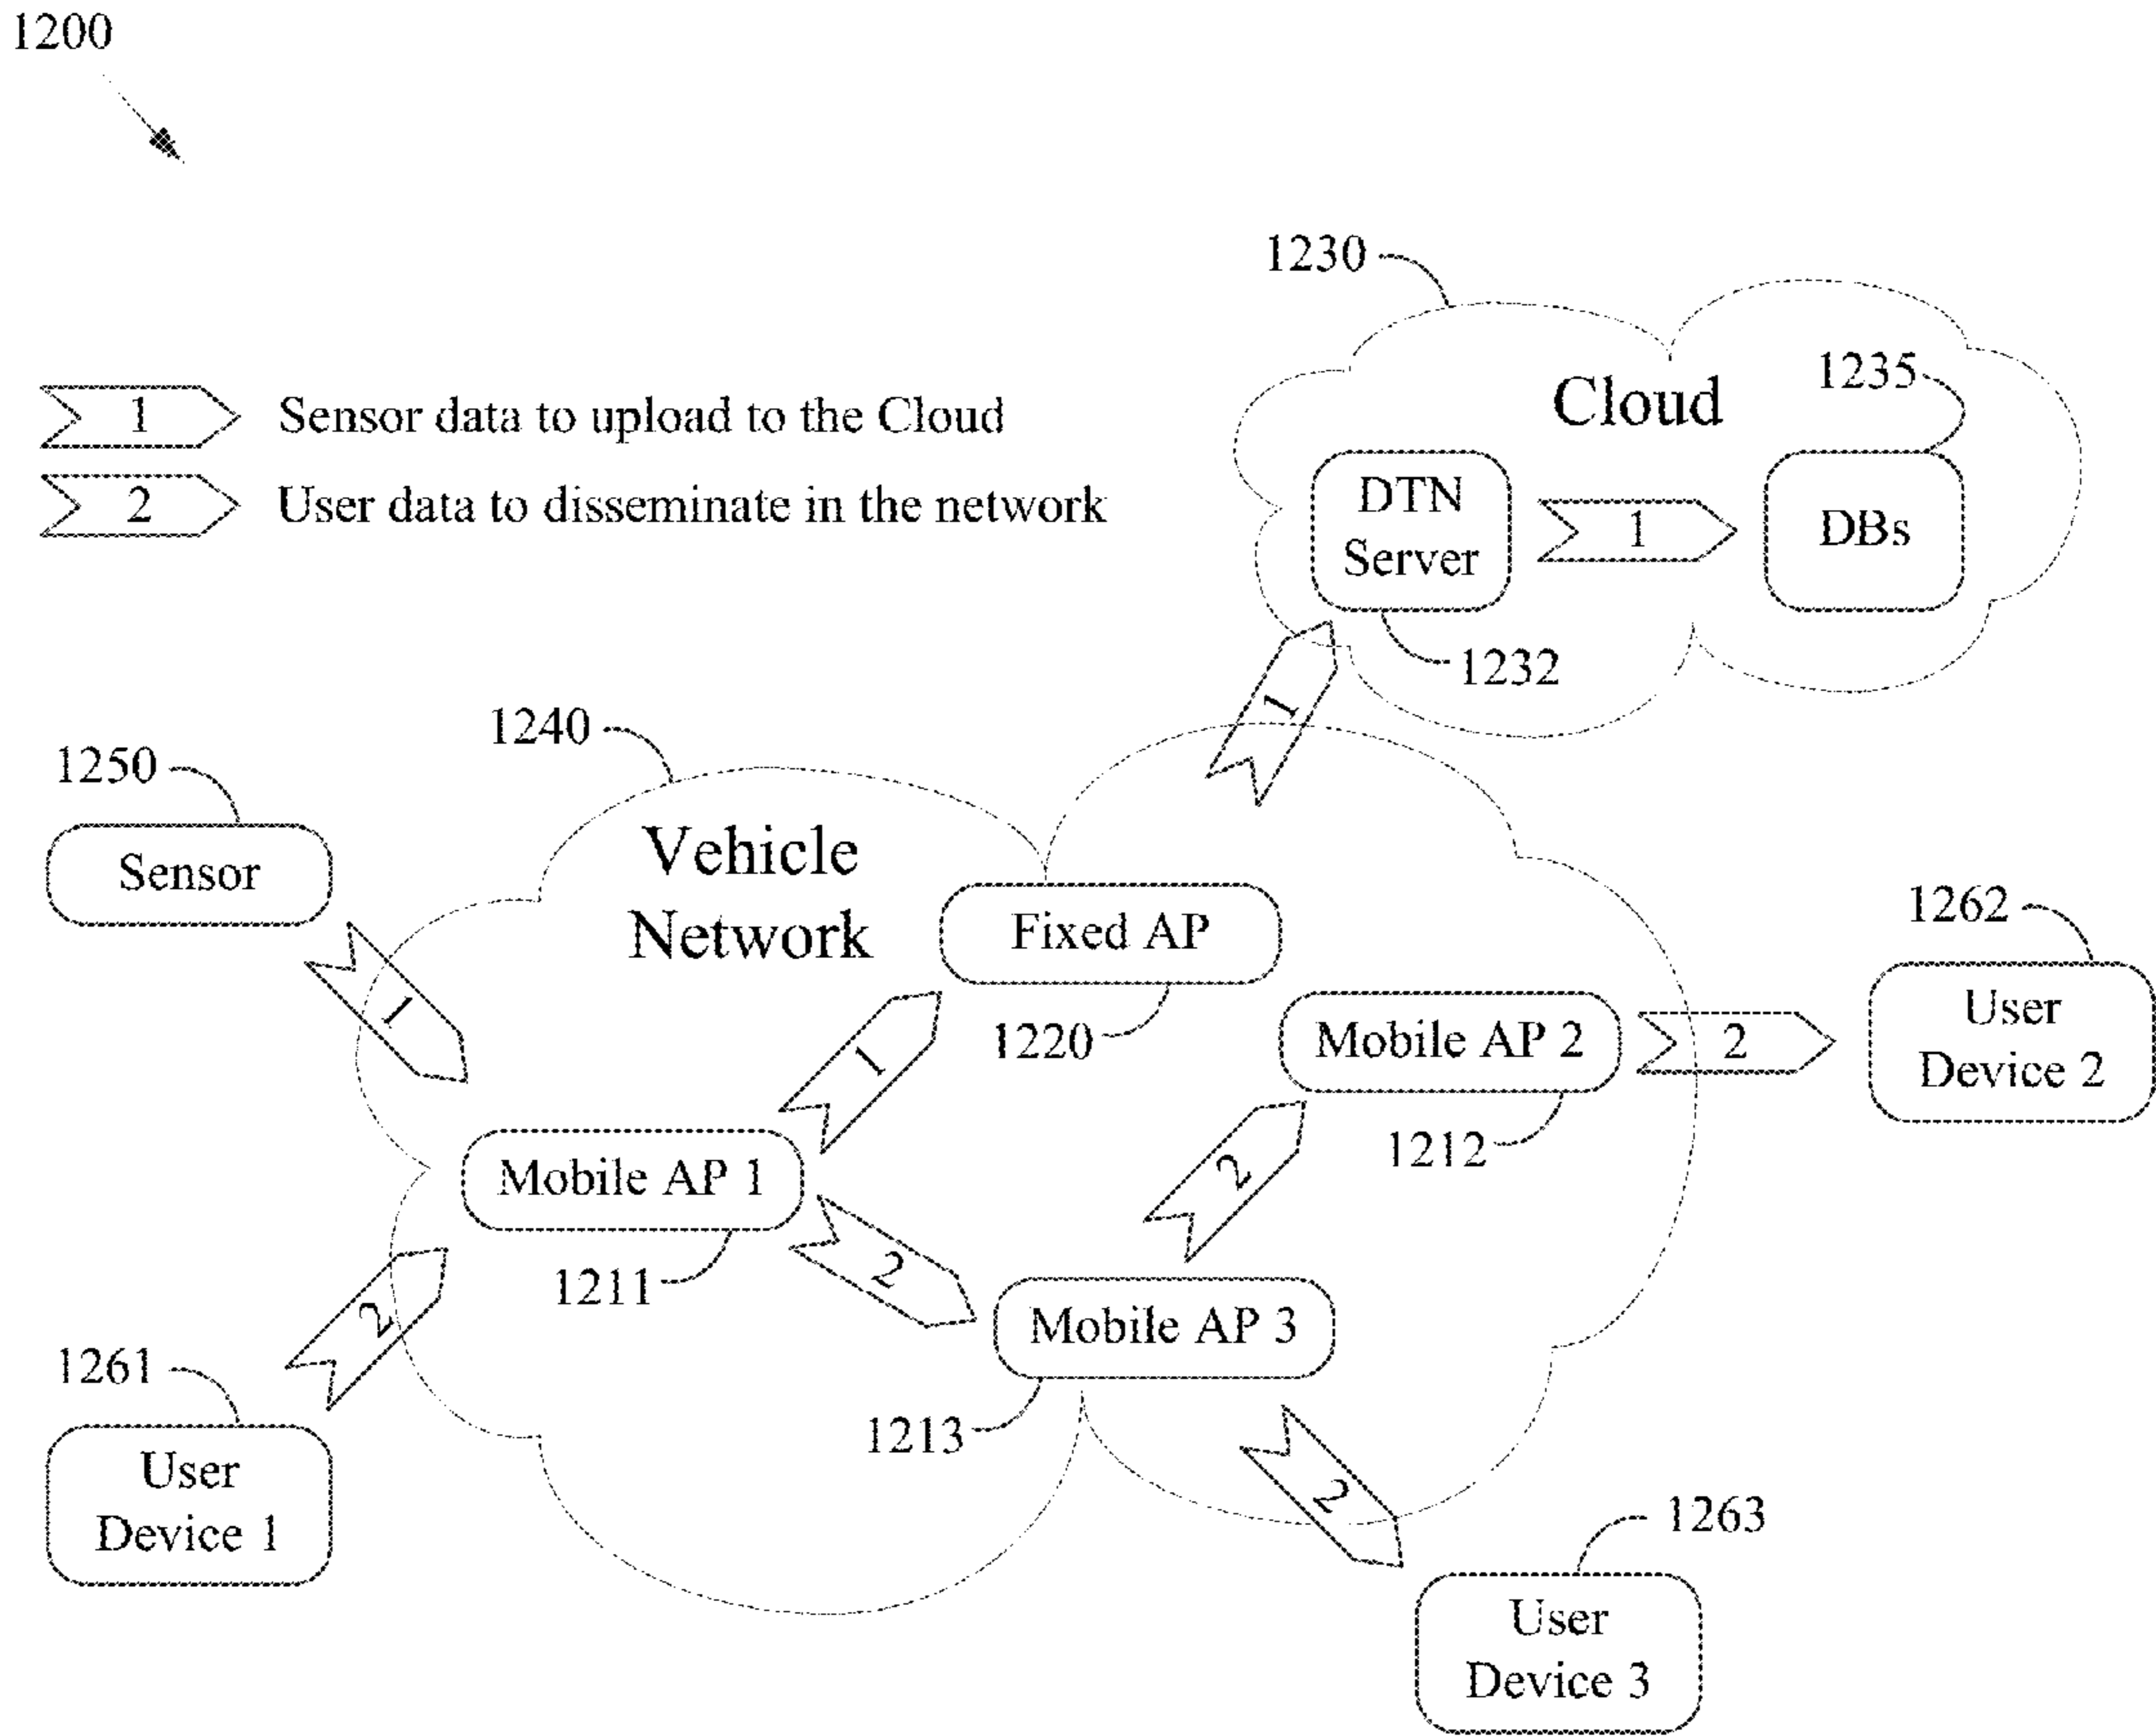 1200
1230
1235
Cloud
1 Sensor data to upload to the Cloud
2 User data to disseminate in the network
DTN
Server
1
DBs
1232
1
1240
1250
Vehicle
Network
Sensor
Fixed AP
1262
1
1
1220
Mobile AP 2
2
User
Device 2
1212
Mobile AP 1
2
1211
2
2
Mobile AP 3
1261
1213
User
Device 1
2
1263
User
Device 3